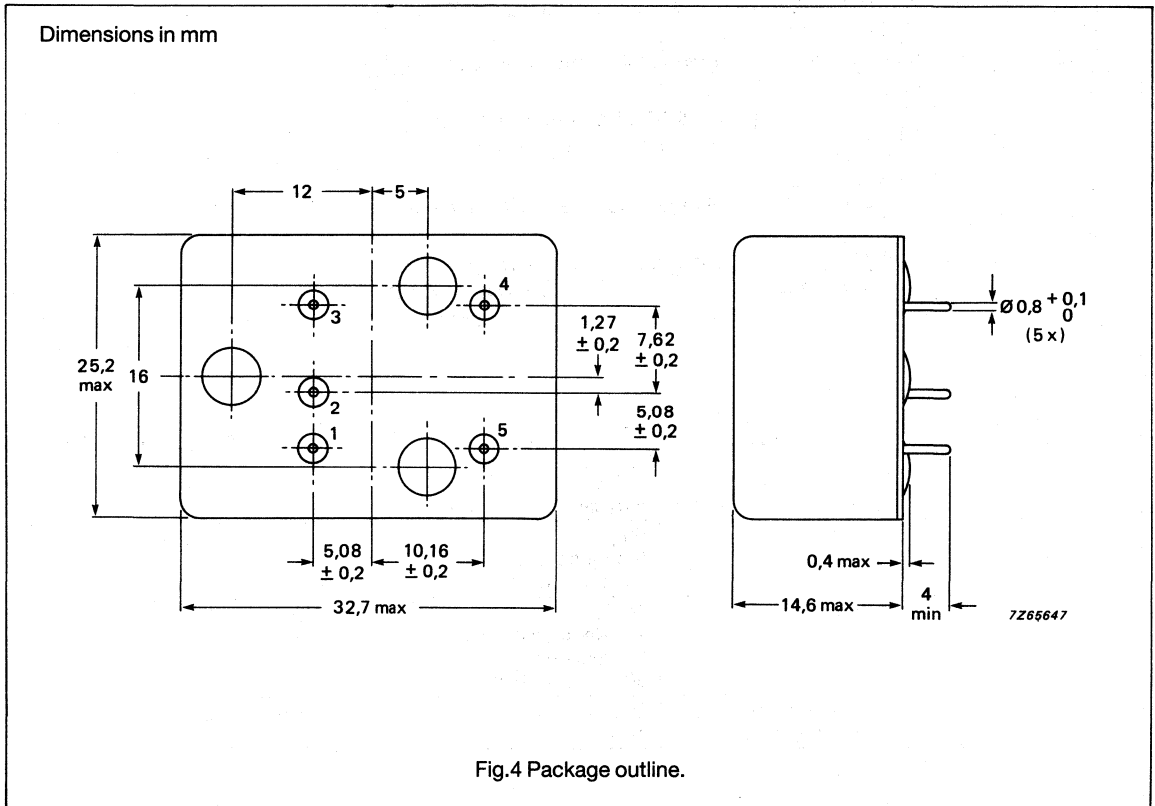 Dimensions in mm
12
5
3
4
1,27
± 0,2
7,62
± 0,2
Ø 0,8 + 0,1
0
(5 x)
25,2
max
16
2
1
5
5,08
± 0,2
5,08
± 0,2
10,16
± 0,2
32,7 max
0,4 max
14,6 max
4
min
7Z65647
Fig.4 Package outline.